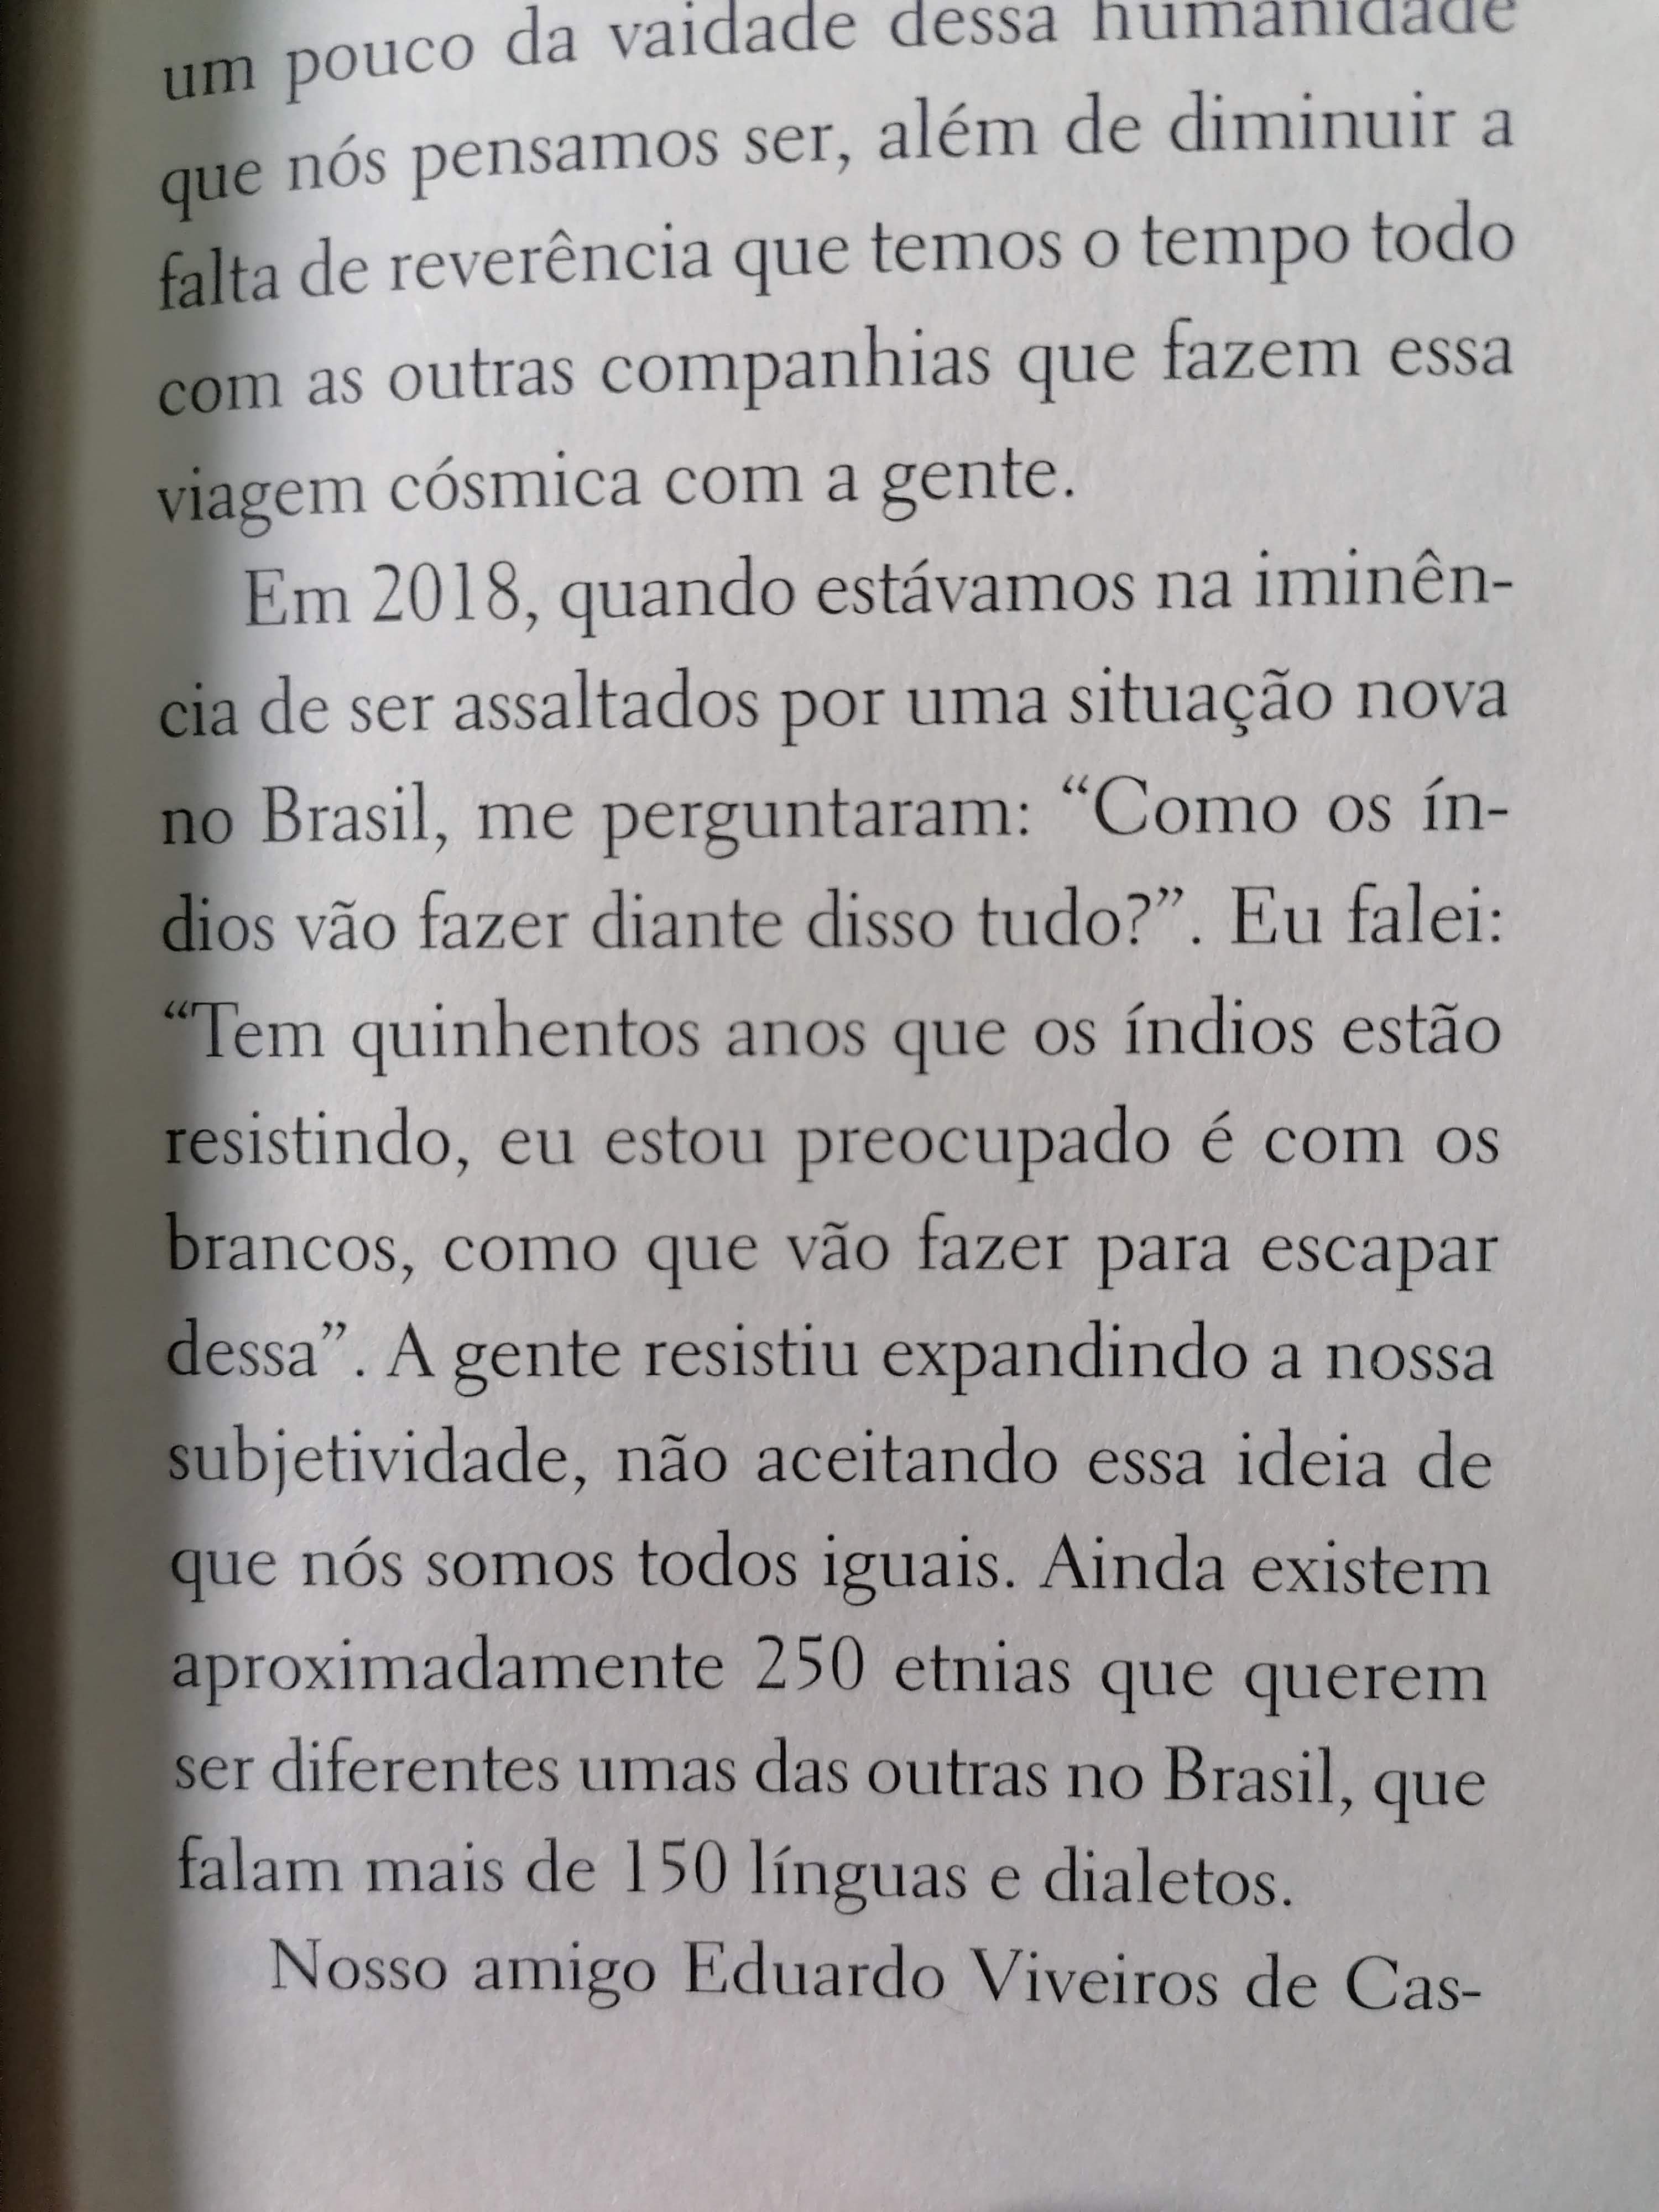 um pouco da vaidade dessa humanidade
que nós pensamos ser, além de diminuir a
falta de reverência que temos o tempo todo
com as outras companhias que fazem essa
viagem cósmica com a gente.
Em 2018, quando estávamos na iminên-
cia de ser assaltados por uma situação nova
no Brasil, me perguntaram: “Como os ín-
dios vão fazer diante disso tudo?”. Eu falei:
“Tem quinhentos anos que os índios estão
resistindo, eu estou preocupado é com os
brancos, como que vão fazer para escapar
dessa”. A gente resistiu expandindo a nossa
subjetividade, não aceitando essa ideia de
que nós somos todos iguais. Ainda existem
aproximadamente 250 etnias que querem
ser diferentes umas das outras no Brasil, que
falam mais de 150 línguas e dialetos.
Nosso amigo Eduardo Viveiros de Cas-